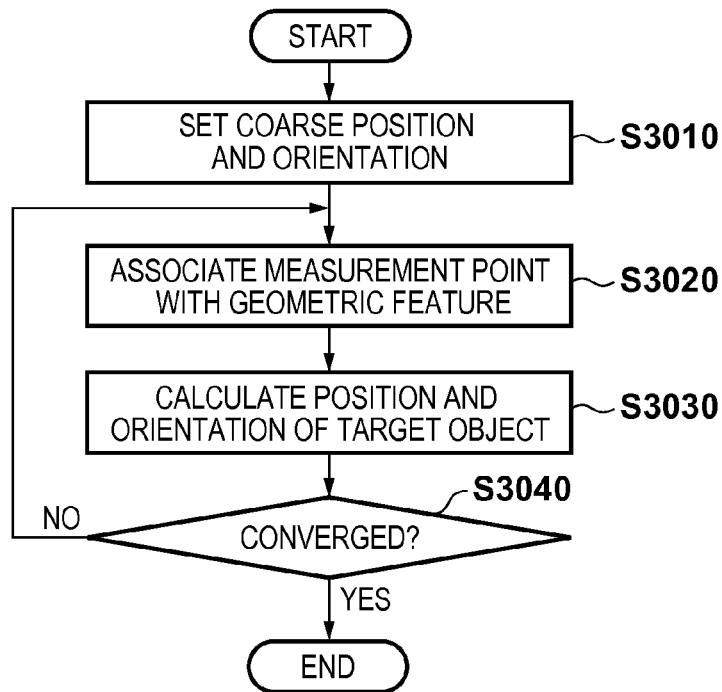 START
SET COARSE POSITION
AND ORIENTATION
S3010
ASSOCIATE MEASUREMENT POINT
WITH GEOMETRIC FEATURE
S3020
CALCULATE POSITION AND
ORIENTATION OF TARGET OBJECT
S3030
S3040
NO
CONVERGED?
YES
END